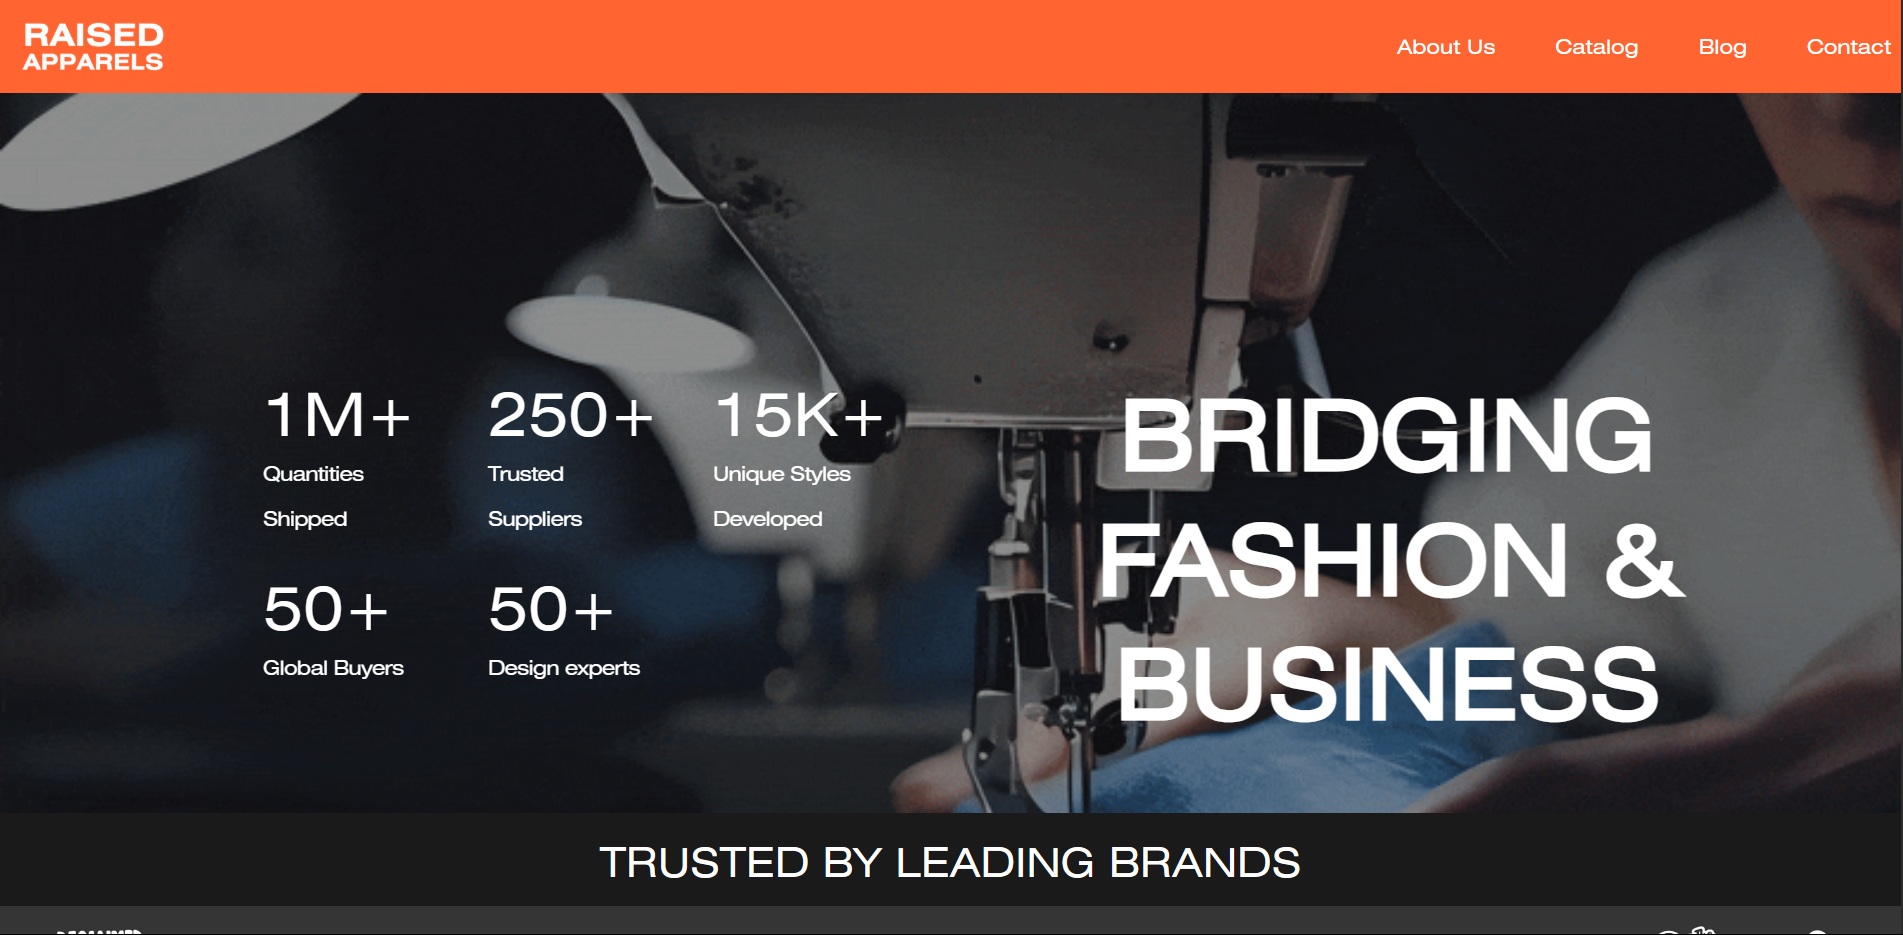 RAISED
APPARELS
About Us
Catalog
Blog
Contact
1M+
Quantities
Shipped
250+
Trusted
Suppliers
15K+
Unique Styles
Developed
50+
Global Buyers
50+
Design experts
BRIDGING
FASHION &
BUSINESS
TRUSTED BY LEADING BRANDS